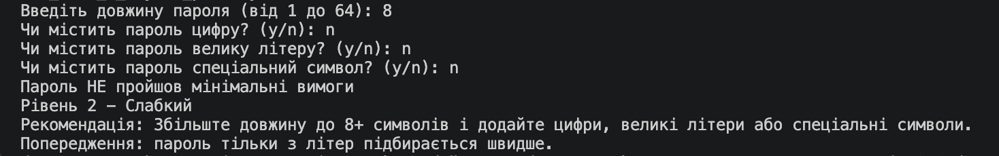 Введіть довжину пароля (від 1 до 64): 8
Чи містить пароль цифру? (y/n): n
Чи містить пароль велику літеру? (y/n): n
Чи містить пароль спеціальний символ? (y/n): n
Пароль НЕ пройшов мінімальні вимоги
Рівень 2 – Слабкий
Рекомендація: Збільште довжину до 8+ символів і додайте цифри, великі літери або спеціальні символи.
Попередження: пароль тільки з літер підбирається швидше.